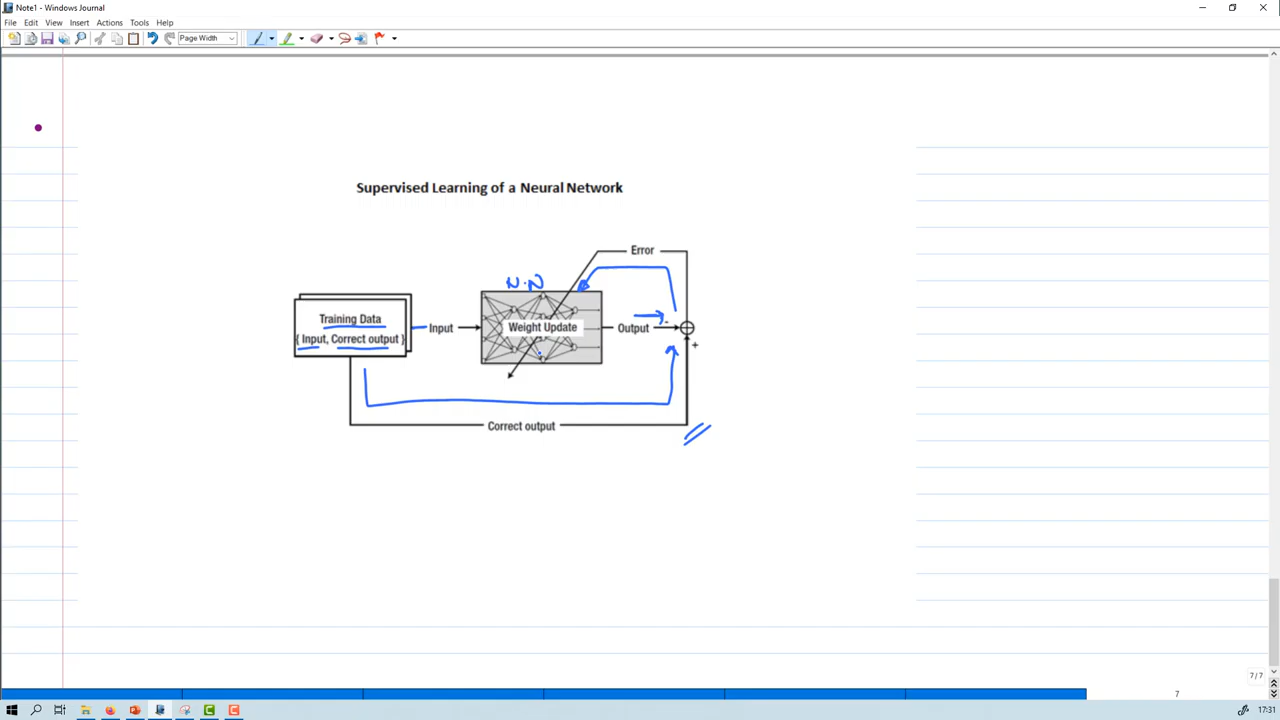 Note1 - Windows Journal
File Edit View Insert Actions Tools Help
Page Width
Supervised Learning of a Neural Network
Error
N.N
Training Data
{ Input, Correct output }
Input
Weight Update
Output
-
+
Correct output
7/7
7
17:31